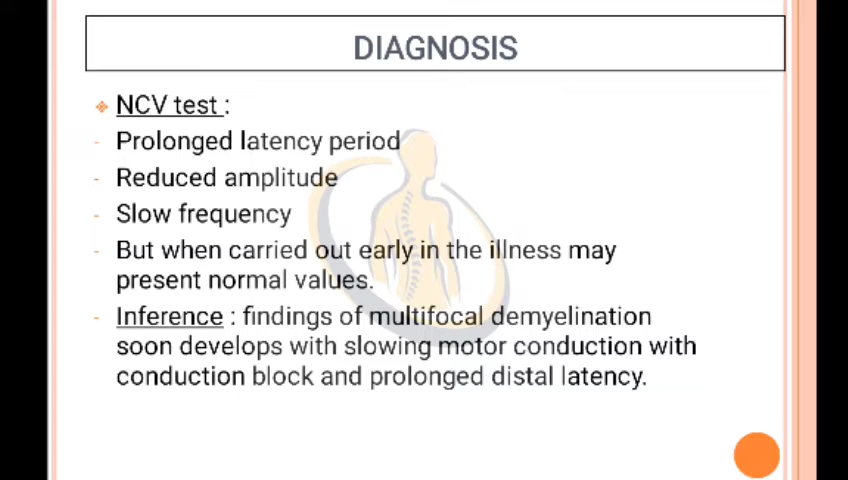 DIAGNOSIS
❖ NCV test :
- Prolonged latency period
- Reduced amplitude
- Slow frequency
- But when carried out early in the illness may
present normal values.
- Inference : findings of multifocal demyelination
soon develops with slowing motor conduction with
conduction block and prolonged distal latency.